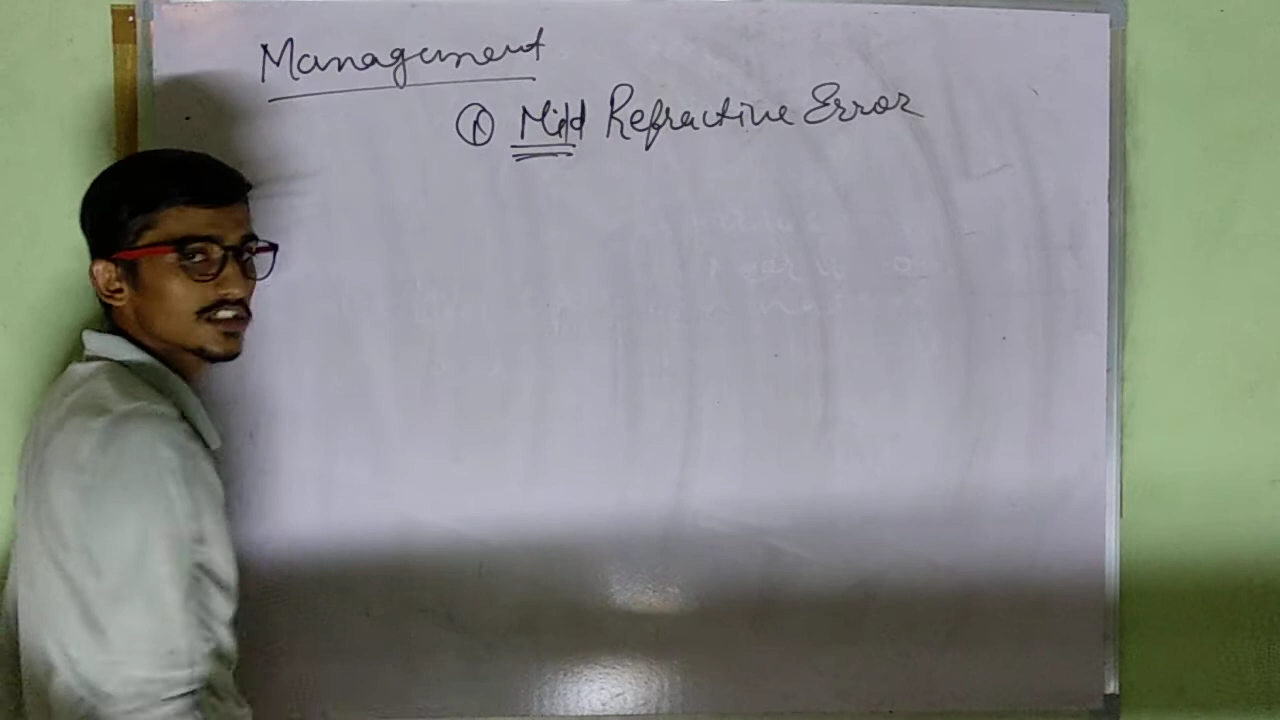 Management
① Mild Refractive Error